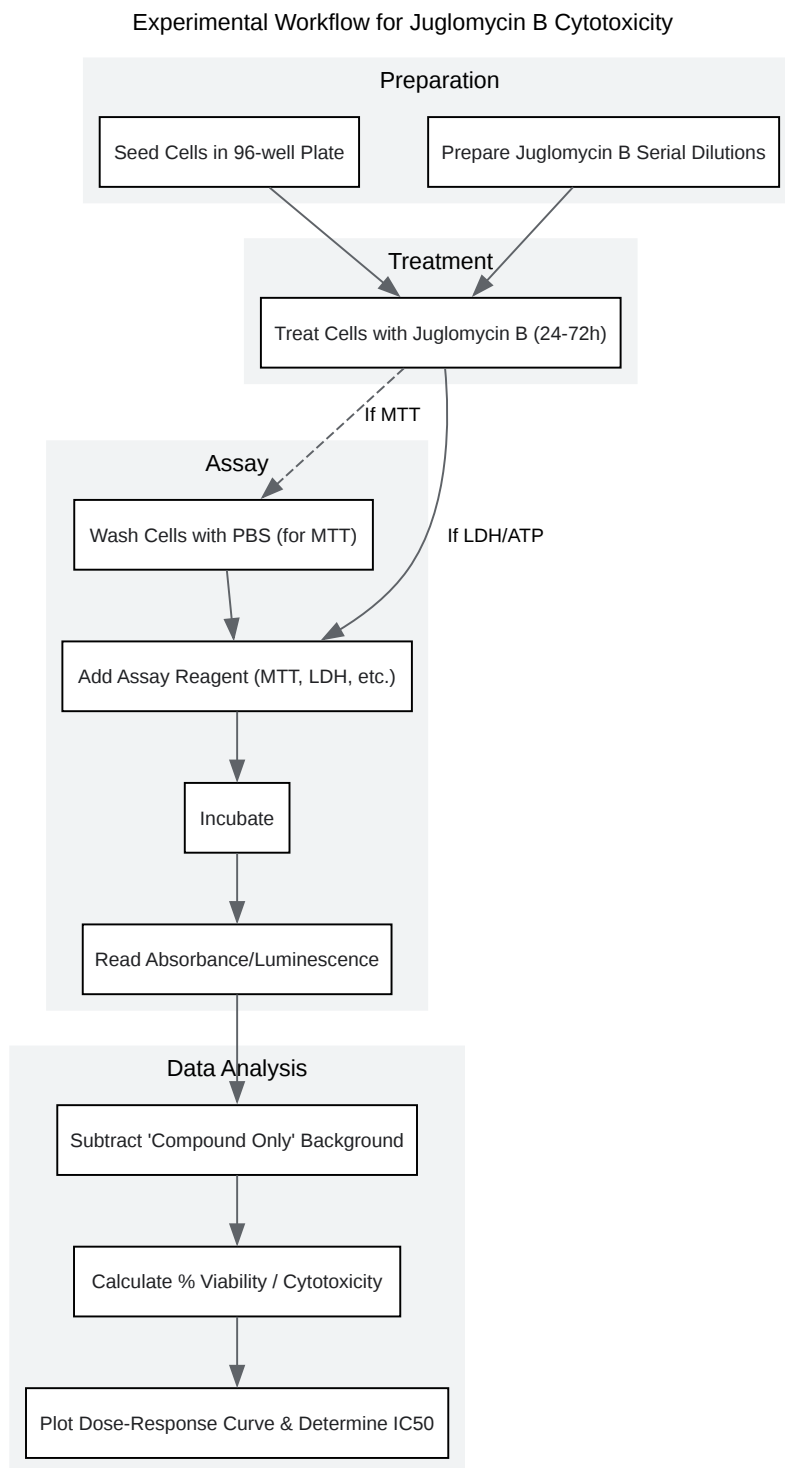 Experimental Workflow for Juglomycin B Cytotoxicity
Preparation
Seed Cells in 96-well Plate
Prepare Juglomycin B Serial Dilutions
Treatment
Treat Cells with Juglomycin B (24-72h)
If MTT
Assay
Wash Cells with PBS (for MTT)
If LDH/ATP
Add Assay Reagent (MTT, LDH, etc.)
Incubate
Read Absorbance/Luminescence
Data Analysis
Subtract 'Compound Only' Background
Calculate % Viability / Cytotoxicity
Plot Dose-Response Curve & Determine IC50